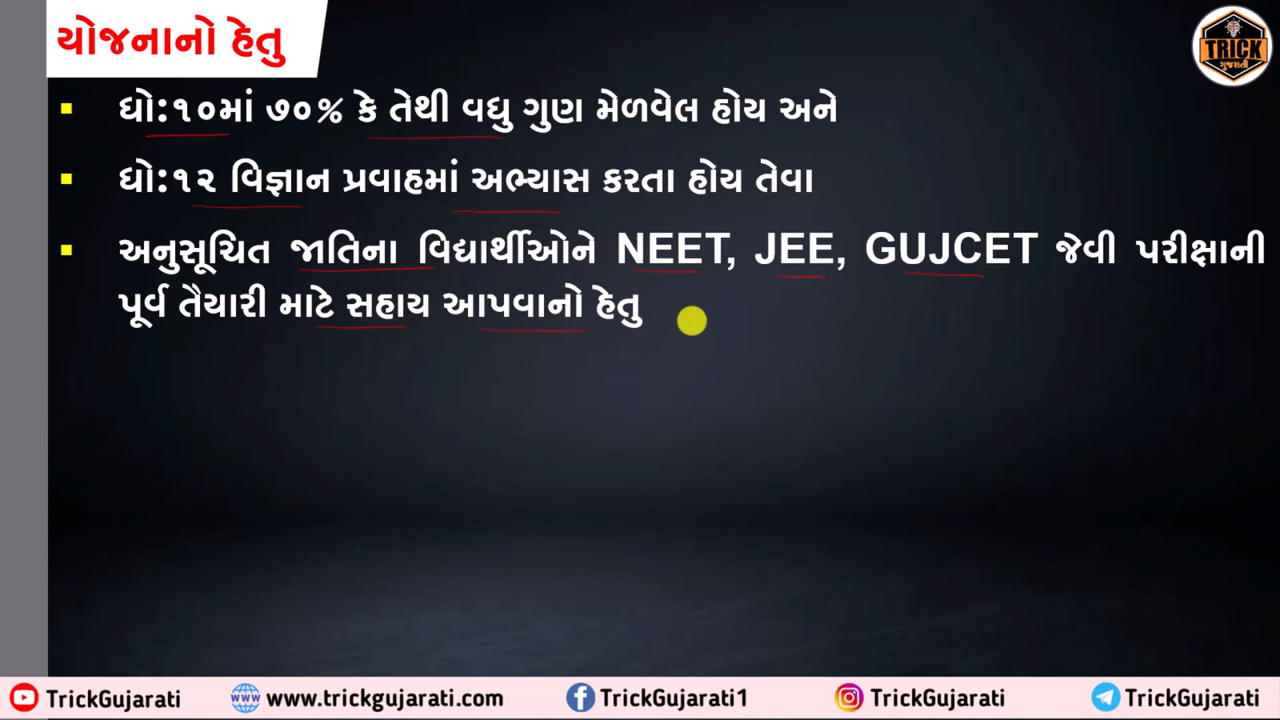 યોજનાનો હેતુ
TRICK
ગુજરાતી
ધો:૧૦માં ૭૦% કે તેથી વધુ ગુણ મેળવેલ હોય અને
ધો:૧૨ વિજ્ઞાન પ્રવાહમાં અભ્યાસ કરતા હોય તેવા
અનુસૂચિત જાતિના વિદ્યાર્થીઓને NEET, JEE, GUJCET જેવી પરીક્ષાની
પૂર્વ તૈયારી માટે સહાય આપવાનો હેતુ
TrickGujarati www.trickgujarati.com TrickGujarati1 TrickGujarati TrickGujarati